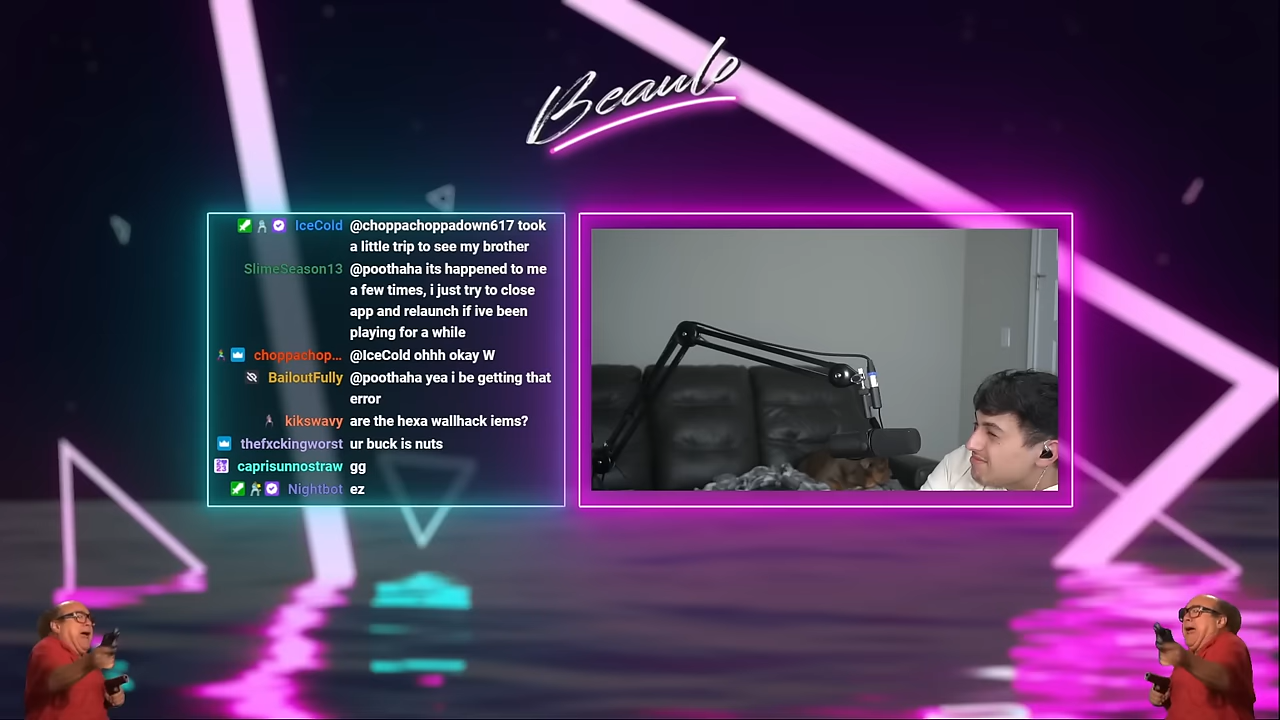 Beaulo
IceCold @choppachoppadown617 took
a little trip to see my brother
SlimeSeason13 @poothaha its happened to me
a few times, i just try to close
app and relaunch if ive been
playing for a while
choppachop... @IceCold ohhh okay W
BailoutFully @poothaha yea i be getting that
error
kikswavy are the hexa wallhack iems?
thefxckingworst ur buck is nuts
caprisunnostraw gg
Nightbot ez